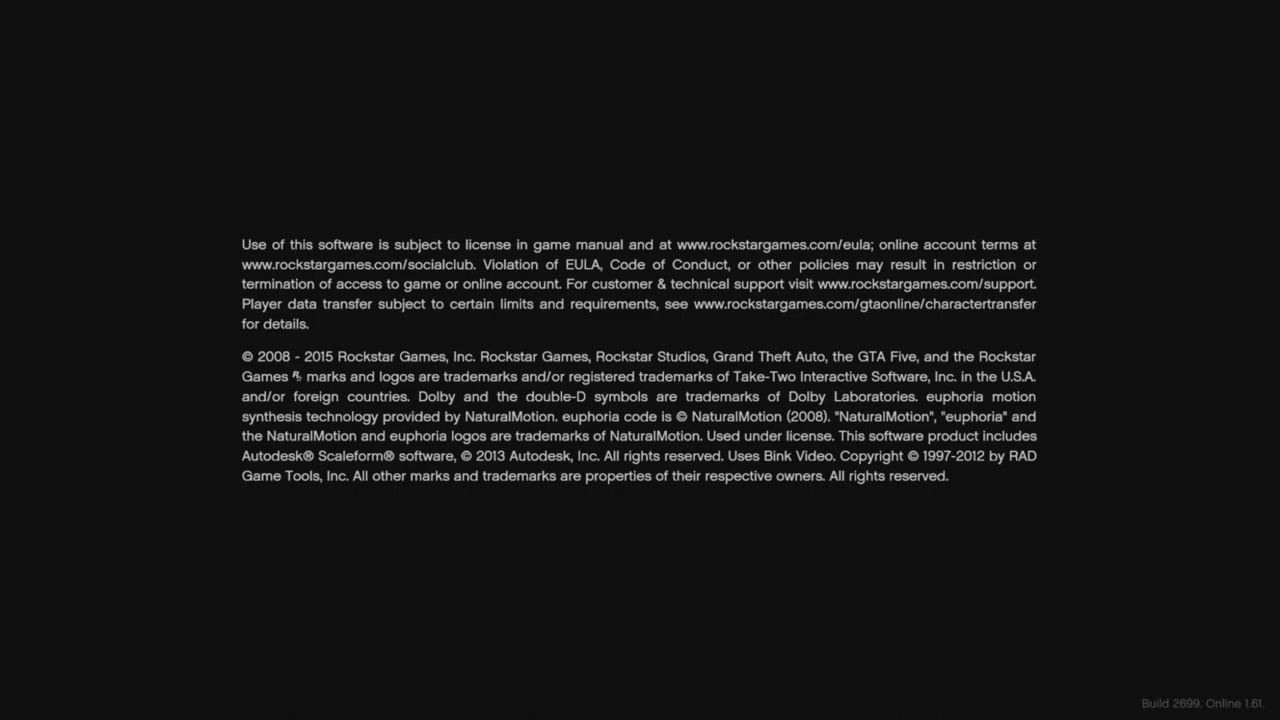 Use of this software is subject to license in game manual and at www.rockstargames.com/eula; online account terms at
www.rockstargames.com/socialclub. Violation of EULA, Code of Conduct, or other policies may result in restriction or
termination of access to game or online account. For customer & technical support visit www.rockstargames.com/support.
Player data transfer subject to certain limits and requirements, see www.rockstargames.com/gtaonline/charactertransfer
for details.
© 2008 - 2015 Rockstar Games, Inc. Rockstar Games, Rockstar Studios, Grand Theft Auto, the GTA Five, and the Rockstar
Games R* marks and logos are trademarks and/or registered trademarks of Take-Two Interactive Software, Inc. in the U.S.A.
and/or foreign countries. Dolby and the double-D symbols are trademarks of Dolby Laboratories. euphoria motion
synthesis technology provided by NaturalMotion. euphoria code is © NaturalMotion (2008). "NaturalMotion", "euphoria" and
the NaturalMotion and euphoria logos are trademarks of NaturalMotion. Used under license. This software product includes
Autodesk® Scaleform® software, © 2013 Autodesk, Inc. All rights reserved. Uses Bink Video. Copyright © 1997-2012 by RAD
Game Tools, Inc. All other marks and trademarks are properties of their respective owners. All rights reserved.
Build 2699. Online 1.61.